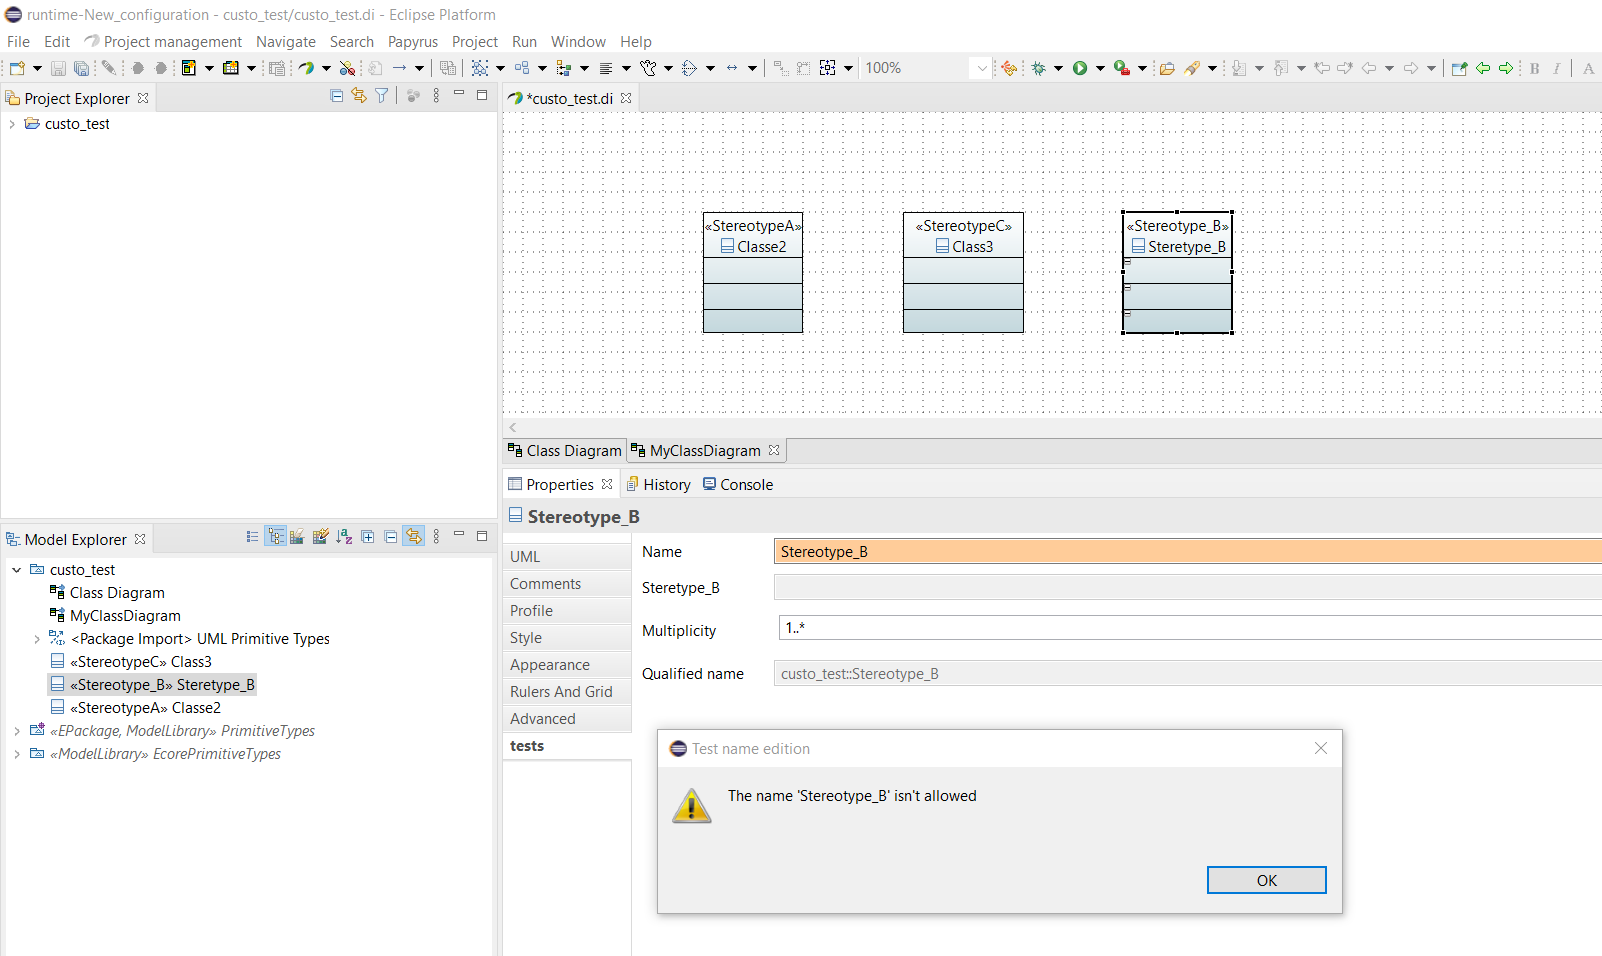 runtime-New_configuration - custo_test/custo_test.di - Eclipse Platform
File Edit Project management Navigate Search Papyrus Project Run Window Help
100%
B I A
Project Explorer
custo_test
*custo_test.di
«StereotypeA»
Classe2
«StereotypeC»
Class3
«Stereotype_B»
Steretype_B
Class Diagram MyClassDiagram
Properties History Console
Stereotype_B
Model Explorer
custo_test
Class Diagram
MyClassDiagram
<Package Import> UML Primitive Types
«StereotypeC» Class3
«Stereotype_B» Steretype_B
«StereotypeA» Classe2
«EPackage, ModelLibrary» PrimitiveTypes
«ModelLibrary» EcorePrimitiveTypes
UML
Comments
Profile
Style
Appearance
Rulers And Grid
Advanced
tests
Name Stereotype_B
Steretype_B
Multiplicity 1..*
Qualified name custo_test::Stereotype_B
Test name edition
The name 'Stereotype_B' isn't allowed
OK